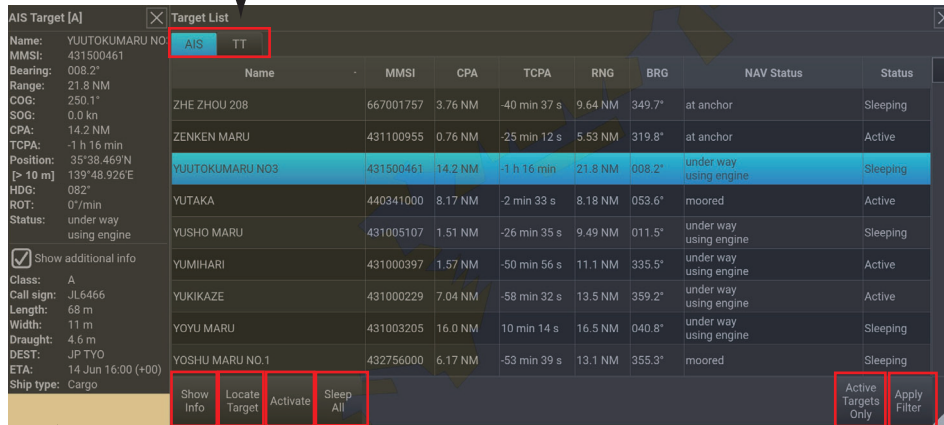 AIS Target [A]
Name: YUUTOKUMARU NO
MMSI: 431500461
Bearing: 008.2°
Range: 21.8 NM
COG: 250.1°
SOG: 0.0 kn
CPA: 14.2 NM
TCPA: -1 h 16 min
Position: 35°38.469'N
[> 10 m] 139°48.926'E
HDG: 082°
ROT: 0°/min
Status: under way
using engine
Show additional info
Class: A
Call sign: JL6466
Length: 68 m
Width: 11 m
Draught: 4.6 m
DEST: JP TYO
ETA: 14 Jun 16:00 (+00)
Ship type: Cargo
Target List
AIS TT
Name MMSI CPA TCPA RNG BRG NAV Status Status
ZHE ZHOU 208 667001757 3.76 NM -40 min 37 s 9.64 NM 349.7° at anchor Sleeping
ZENKEN MARU 431100955 0.76 NM -25 min 12 s 5.53 NM 319.8° at anchor Active
YUUTOKUMARU NO3 431500461 14.2 NM -1 h 16 min 21.8 NM 008.2° under way
using engine Sleeping
YUTAKA 440341000 8.17 NM -2 min 33 s 8.18 NM 053.6° moored Active
YUSHO MARU 431005107 1.51 NM -26 min 35 s 9.49 NM 011.5° under way
using engine Sleeping
YUMIHARI 431000397 1.57 NM -50 min 56 s 11.1 NM 335.5° under way
using engine Active
YUKIKAZE 431000229 7.04 NM -58 min 32 s 13.5 NM 359.2° under way
using engine Active
YOYU MARU 431003205 16.0 NM 10 min 14 s 16.5 NM 040.8° under way
using engine Sleeping
YOSHU MARU NO.1 432756000 6.17 NM -53 min 39 s 13.1 NM 355.3° moored Sleeping
Show
Info
Locate
Target
Activate
Sleep
All
Active
Targets
Only
Apply
Filter